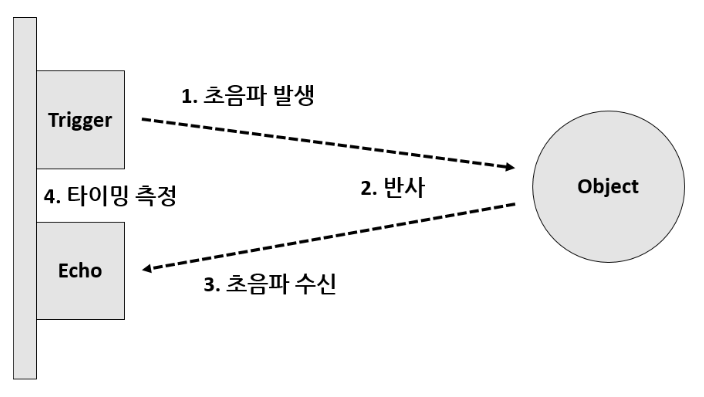 1. 초음파 발생
Trigger
2. 반사
Object
4. 타이밍 측정
Echo
3. 초음파 수신